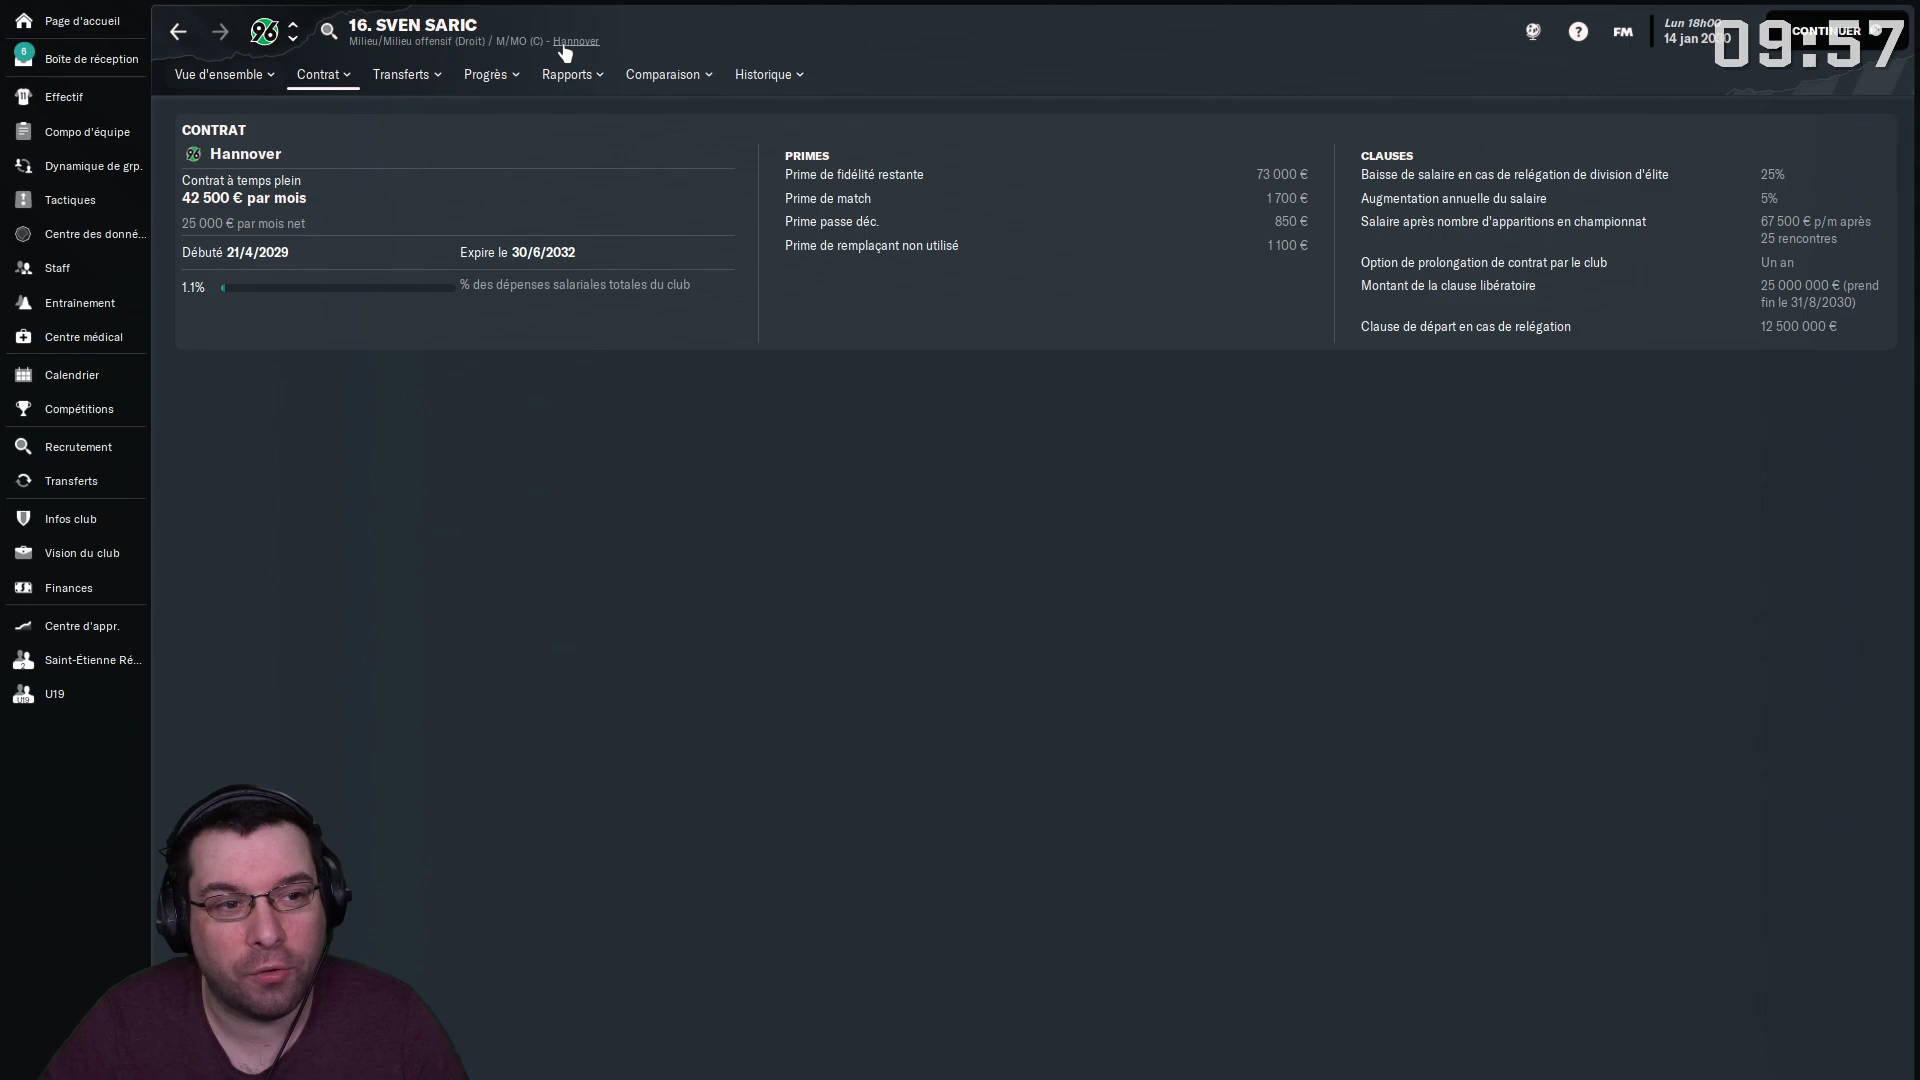 Page d'accueil
6
Boîte de réception
Effectif
Compo d'équipe
Dynamique de grp.
Tactiques
Centre des donné...
Staff
Entraînement
Centre médical
Calendrier
Compétitions
Recrutement
Transferts
Infos club
Vision du club
Finances
Centre d'appr.
2
Saint-Étienne Ré...
U19
U19
16. SVEN SARIC
Milieu/Milieu offensif (Droit) / M/MO (C) - Hannover
FM
Lun 18h00
14 jan 2030
CONTINUER
09:57
Vue d'ensemble
Contrat
Transferts
Progrès
Rapports
Comparaison
Historique
CONTRAT
Hannover
Contrat à temps plein
42 500 € par mois
25 000 € par mois net
Débuté 21/4/2029
Expire le 30/6/2032
1.1%
% des dépenses salariales totales du club
PRIMES
Prime de fidélité restante 73 000 €
Prime de match 1 700 €
Prime passe déc. 850 €
Prime de remplaçant non utilisé 1 100 €
CLAUSES
Baisse de salaire en cas de relégation de division d'élite 25%
Augmentation annuelle du salaire 5%
Salaire après nombre d'apparitions en championnat 67 500 € p/m après
25 rencontres
Option de prolongation de contrat par le club Un an
Montant de la clause libératoire 25 000 000 € (prend
fin le 31/8/2030)
Clause de départ en cas de relégation 12 500 000 €